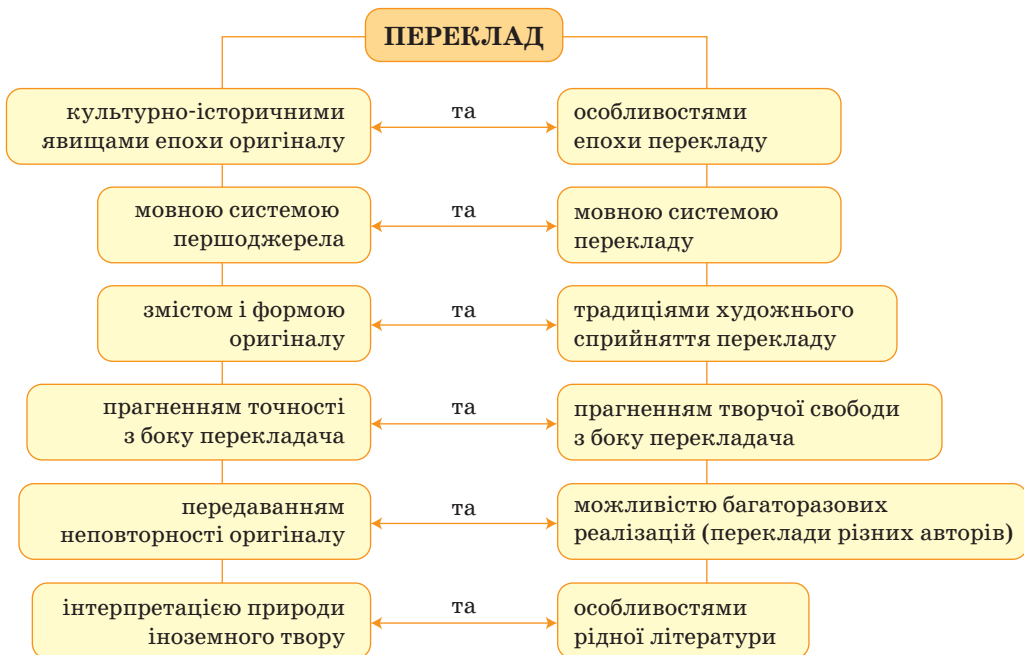 ПЕРЕКЛАД
культурно-історичними
явищами епохи оригіналу
та
особливостями
епохи перекладу
мовною системою
першоджерела
та
мовною системою
перекладу
змістом і формою
оригіналу
та
традиціями художнього
сприйняття перекладу
прагненням точності
з боку перекладача
та
прагненням творчої свободи
з боку перекладача
передаванням
неповторності оригіналу
та
можливістю багаторазових
реалізацій (переклади різних авторів)
інтерпретацією природи
іноземного твору
та
особливостями
рідної літератури